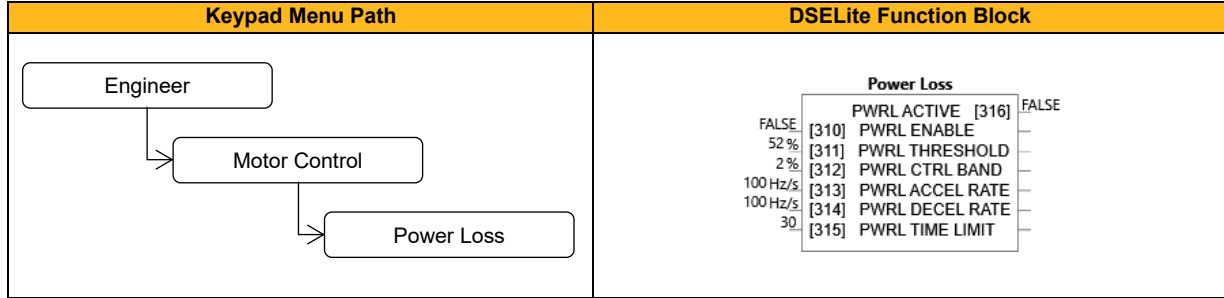 Keypad Menu Path
DSELite Function Block
Engineer
Motor Control
Power Loss
Power Loss
PWRL ACTIVE [316] FALSE
FALSE [310] PWRL ENABLE
52 % [311] PWRL THRESHOLD
2 % [312] PWRL CTRL BAND
100 Hz/s [313] PWRL ACCEL RATE
100 Hz/s [314] PWRL DECEL RATE
30 [315] PWRL TIME LIMIT